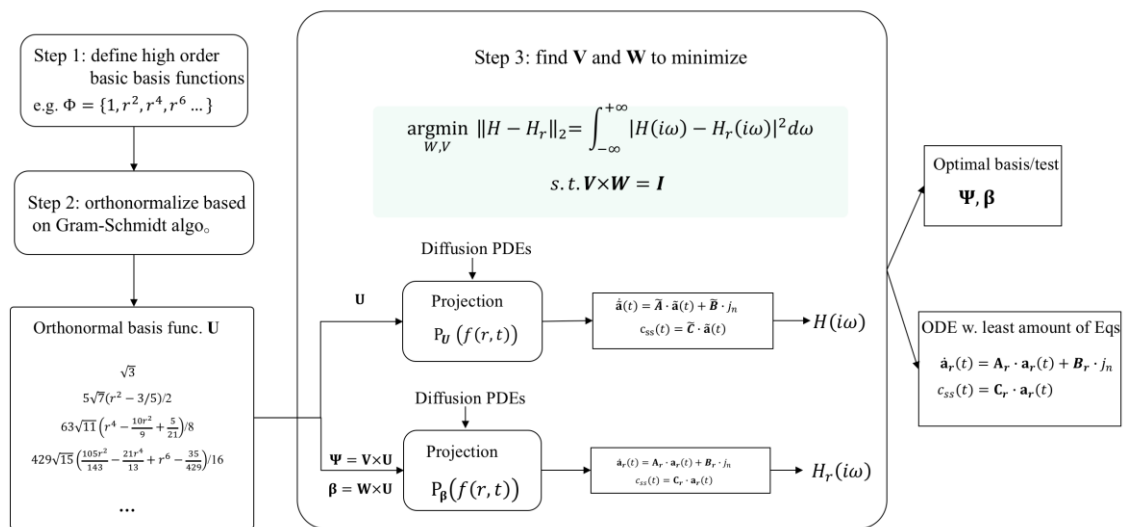 Step 1: define high order
basic basis functions
e.g. Φ = {1, r², r⁴, r⁶ ... }
Step 2: orthonormalize based
on Gram-Schmidt algo。
Orthonormal basis func. U
√3
5√7(r² − 3/5)/2
63√11(r⁴ − 10r²/9 + 5/21)/8
429√15(105r²/143 − 21r⁴/13 + r⁶ − 35/429)/16
...
Step 3: find V and W to minimize
argmin ‖H − H_r‖₂= ∫_{−∞}^{+∞} |H(iω) − H_r(iω)|²dω
W,V
s.t. V×W = I
Diffusion PDEs
U
Projection
P_U (f(r, t))
ȧ̃(t) = Ã · ã(t) + B̃ · j_n
c_ss(t) = C̃ · ã(t)
H(iω)
Diffusion PDEs
Ψ = V×U
β = W×U
Projection
P_β(f(r, t))
ȧ_r(t) = A_r · a_r(t) + B_r · j_n
c_ss(t) = C_r · a_r(t)
H_r(iω)
Optimal basis/test
Ψ, β
ODE w. least amount of Eqs
ȧ_r(t) = A_r · a_r(t) + B_r · j_n
c_ss(t) = C_r · a_r(t)